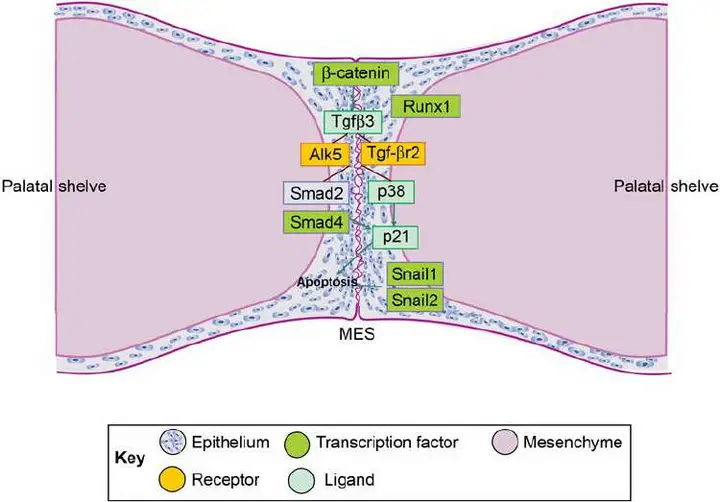 β-catenin
Runx1
Tgfβ3
Alk5
Tgf-βr2
Palatal shelve
Palatal shelve
Smad2
p38
Smad4
p21
Snail1
Apoptosis
Snail2
MES
Key
Epithelium
Transcription factor
Mesenchyme
Receptor
Ligand